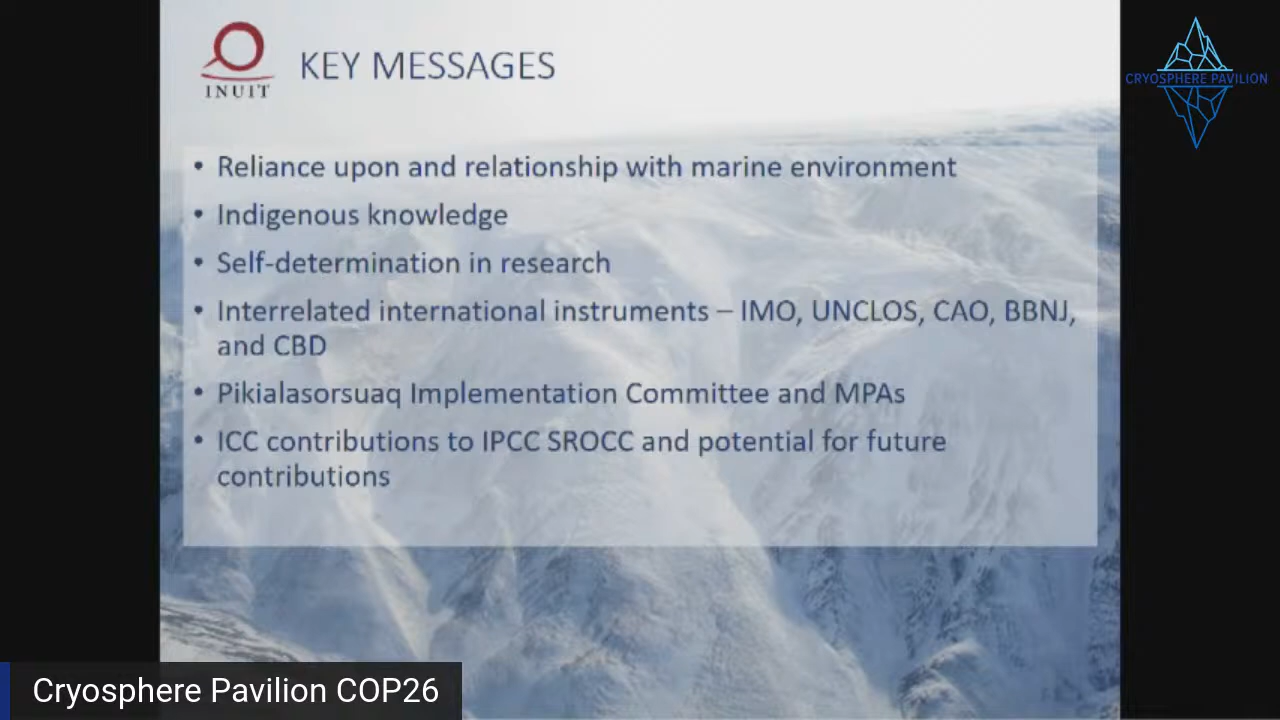 INUIT
KEY MESSAGES
CRYOSPHERE PAVILION
• Reliance upon and relationship with marine environment
• Indigenous knowledge
• Self-determination in research
• Interrelated international instruments – IMO, UNCLOS, CAO, BBNJ,
and CBD
• Pikialasorsuaq Implementation Committee and MPAs
• ICC contributions to IPCC SROCC and potential for future
contributions
Cryosphere Pavilion COP26